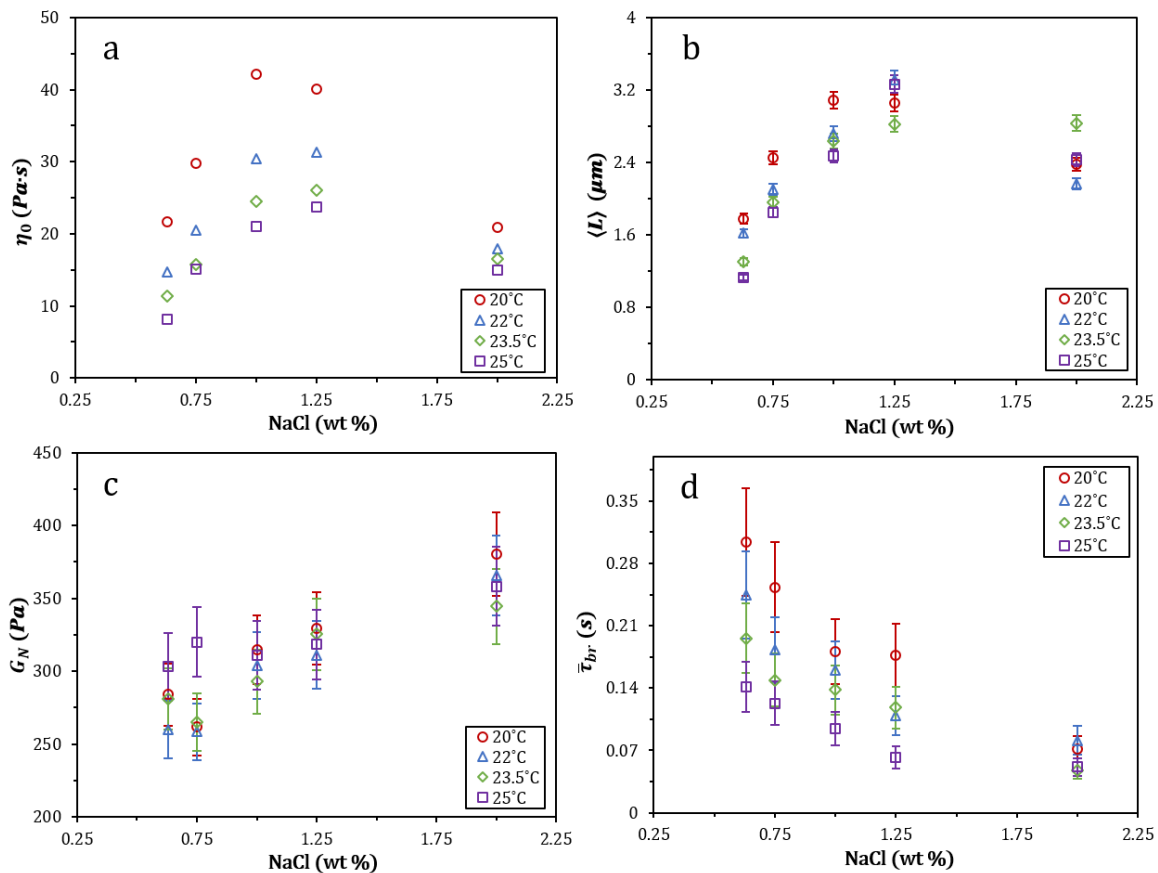 a
η₀ (Pa·s)
50
40
30
20
10
0
0.25 0.75 1.25 1.75 2.25
NaCl (wt %)
20˚C
22˚C
23.5˚C
25˚C
b
⟨L⟩ (μm)
4
3.2
2.4
1.6
0.8
0
0.25 0.75 1.25 1.75 2.25
NaCl (wt %)
20˚C
22˚C
23.5˚C
25˚C
c
G_N (Pa)
450
400
350
300
250
200
0.25 0.75 1.25 1.75 2.25
NaCl (wt %)
20˚C
22˚C
23.5˚C
25˚C
d
τ̄_br (s)
0.35
0.28
0.21
0.14
0.07
0
0.25 0.75 1.25 1.75 2.25
NaCl (wt %)
20˚C
22˚C
23.5˚C
25˚C